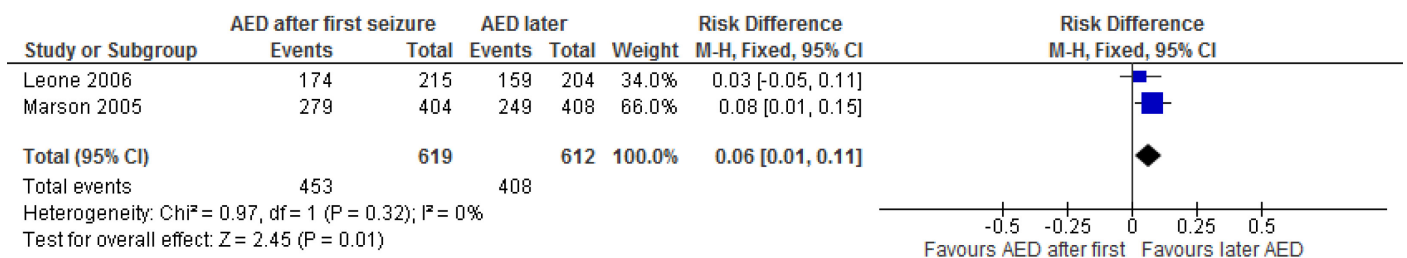 AED after first seizure AED later Risk Difference Risk Difference
Study or Subgroup Events Total Events Total Weight M-H, Fixed, 95% CI M-H, Fixed, 95% CI
Leone 2006 174 215 159 204 34.0% 0.03 [-0.05, 0.11]
Marson 2005 279 404 249 408 66.0% 0.08 [0.01, 0.15]
Total (95% CI) 619 612 100.0% 0.06 [0.01, 0.11]
Total events 453 408
Heterogeneity: Chi² = 0.97, df = 1 (P = 0.32); I² = 0%
Test for overall effect: Z = 2.45 (P = 0.01)
-0.5 -0.25 0 0.25 0.5
Favours AED after first Favours later AED